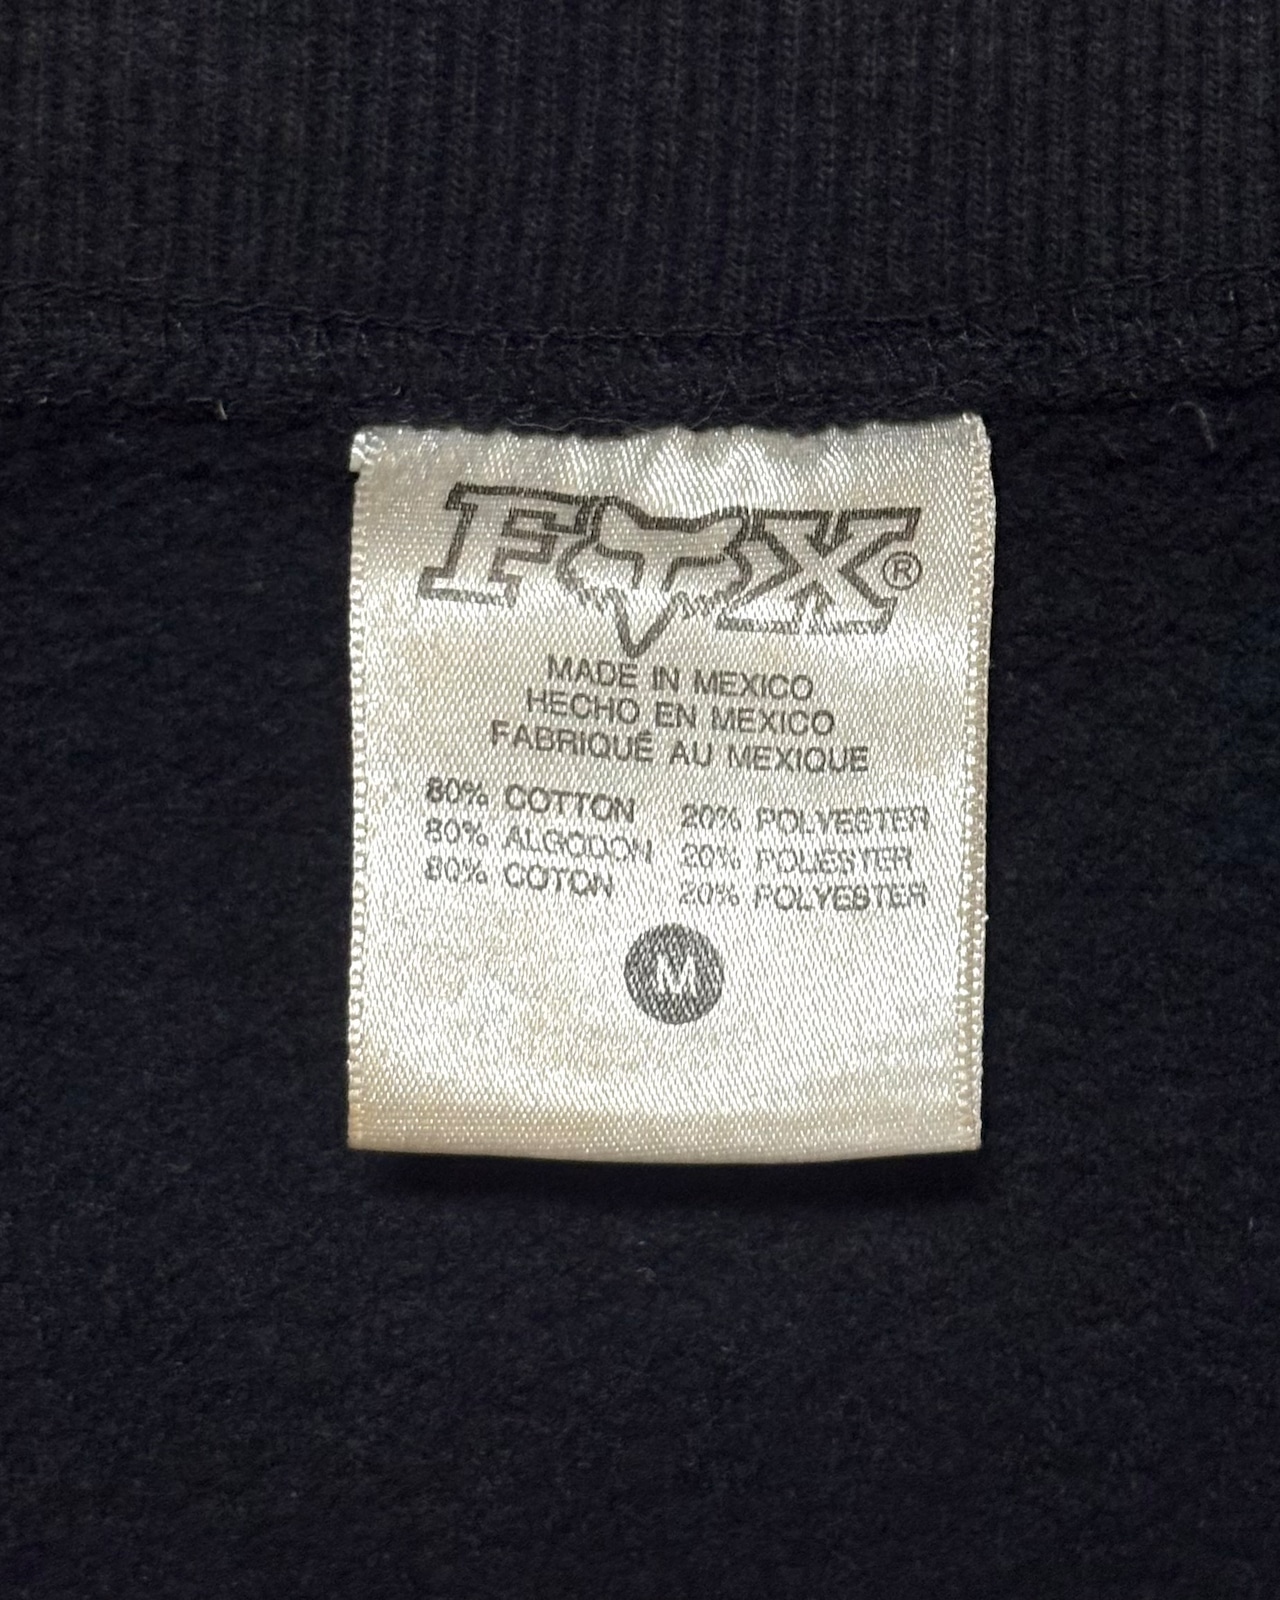 FOX®
MADE IN MEXICO
HECHO EN MEXICO
FABRIQUÉ AU MEXIQUE
80% COTTON 20% POLYESTER
80% ALGODON 20% POLIESTER
80% COTON 20% POLYESTER
M